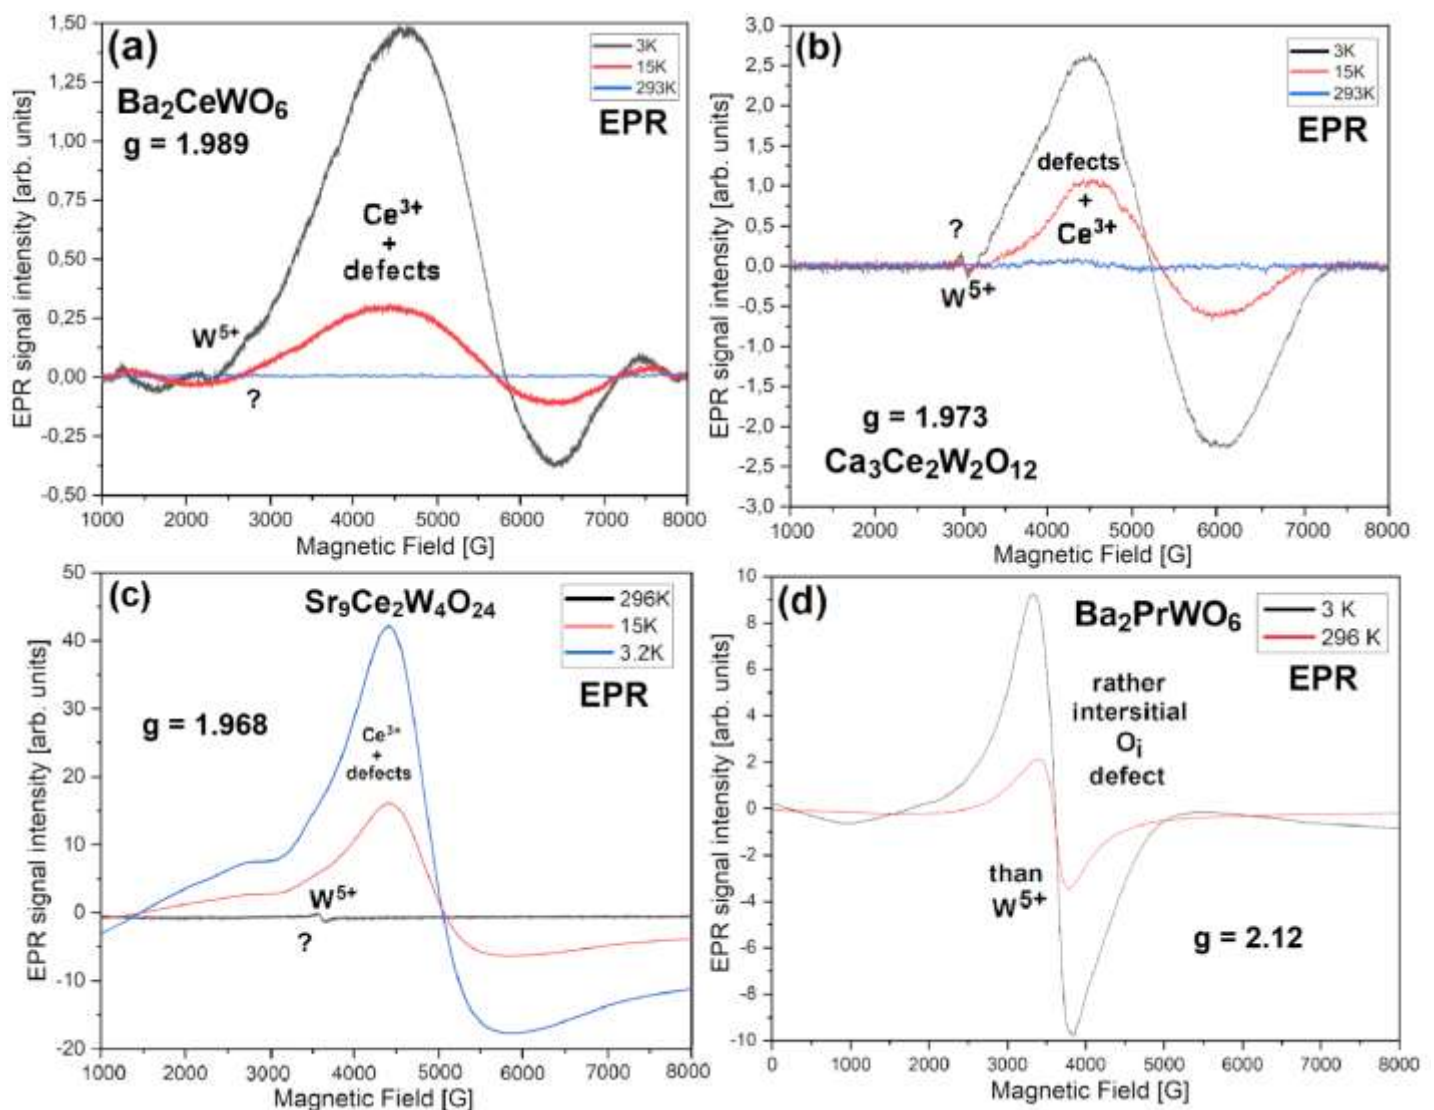 (a)
Ba₂CeWO₆
g = 1.989
3K
15K
293K
EPR
Ce³⁺
+
defects
W⁵⁺
?
EPR signal intensity [arb. units]
1,50
1.25
1.00
0.75
0.50
0.25
0.00
-0.25
-0.50
1000 2000 3000 4000 5000 6000 7000 8000
Magnetic Field [G]
(b)
3K
15K
293K
EPR
defects
+
Ce³⁺
?
W⁵⁺
g = 1.973
Ca₃Ce₂W₂O₁₂
EPR signal intensity [arb. units]
3,0
2,5
2.0
1.5
1,0
0.5
0.0
-0.5
-1.0
-1.5
-2.0
-2,5
-3.0
1000 2000 3000 4000 5000 6000 7000 8000
Magnetic Field [G]
(c)
Sr₉Ce₂W₄O₂₄
296K
15K
3.2K
EPR
g = 1.968
Ce³⁺
+
defects
W⁵⁺
?
EPR signal intensity [arb. units]
50
40
30
20
10
0
-10
-20
1000 2000 3000 4000 5000 6000 7000 8000
Magnetic Field [G]
(d)
Ba₂PrWO₆
3 K
296 K
EPR
rather
intersitial
Oᵢ
defect
than
W⁵⁺
g = 2.12
EPR signal intensity [arb. units]
10
8
6
4
2
0
-2
-4
-6
-8
-10
0 1000 2000 3000 4000 5000 6000 7000 8000
Magnetic Field [G]